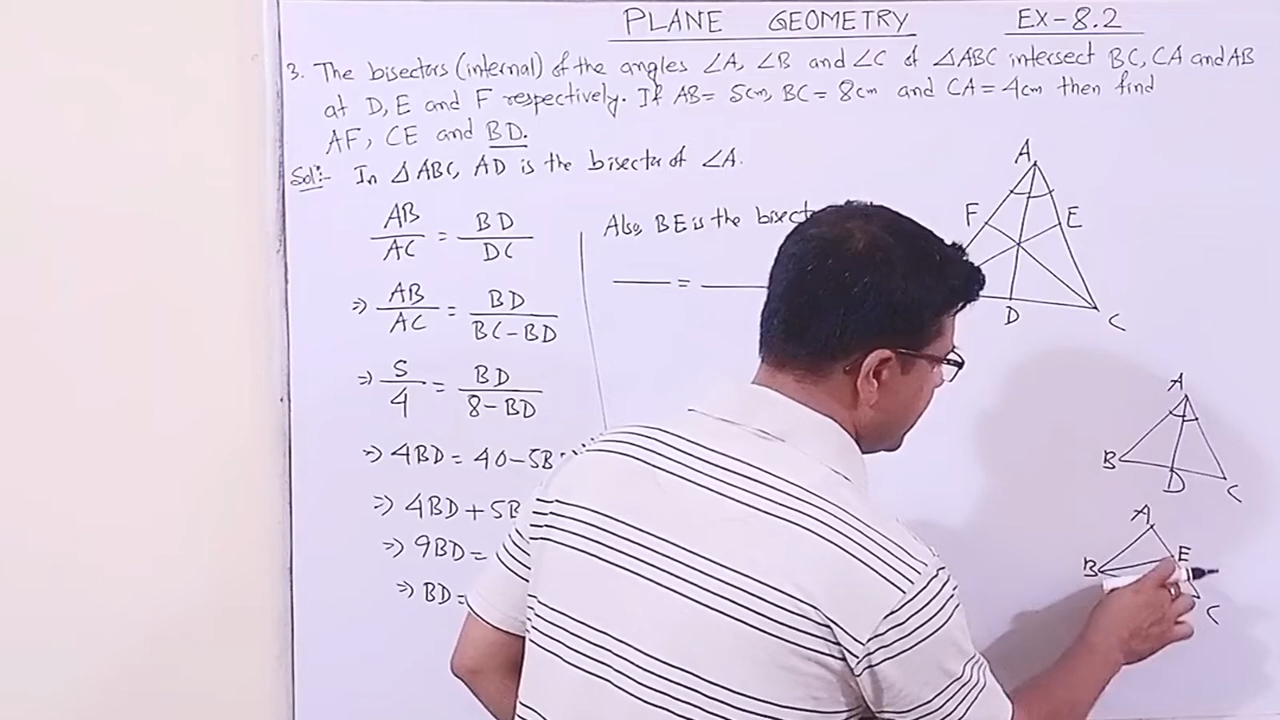 PLANE GEOMETRY EX-8.2
3. The bisectors (internal) of the angles ∠A, ∠B and ∠C of △ABC intersect BC, CA and AB
at D, E and F respectively. If AB = 5cm, BC = 8cm and CA = 4cm then find
AF, CE and BD.
Sol:- In △ABC, AD is the bisector of ∠A.
AB/AC = BD/DC
⇒ AB/AC = BD/BC-BD
⇒ 5/4 = BD/8-BD
⇒ 4BD = 40-5B
⇒ 4BD + 5B
⇒ 9BD =
⇒ BD =
Also, BE is the
=
A
F E
D C
A
B D C
A
B E
C